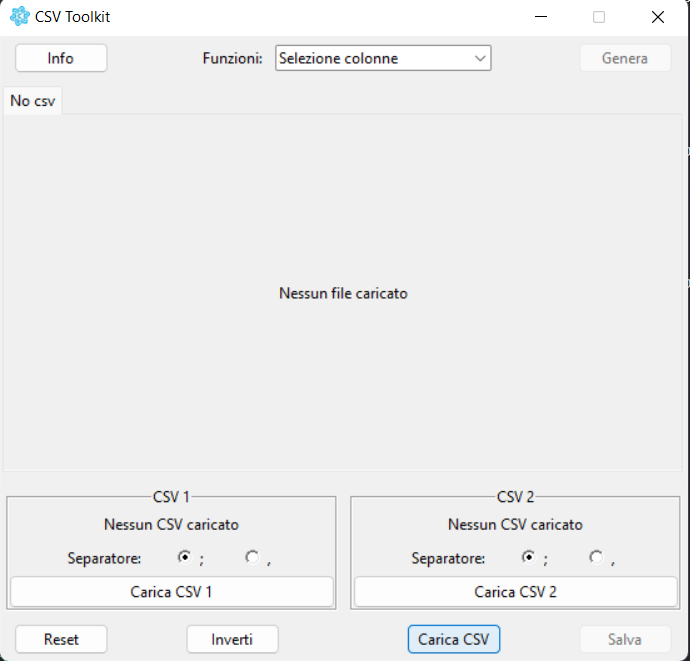 CSV Toolkit
Info Funzioni: Selezione colonne Genera
No csv
Nessun file caricato
CSV 1 CSV 2
Nessun CSV caricato Nessun CSV caricato
Separatore: ; , Separatore: ; ,
Carica CSV 1 Carica CSV 2
Reset Inverti Carica CSV Salva